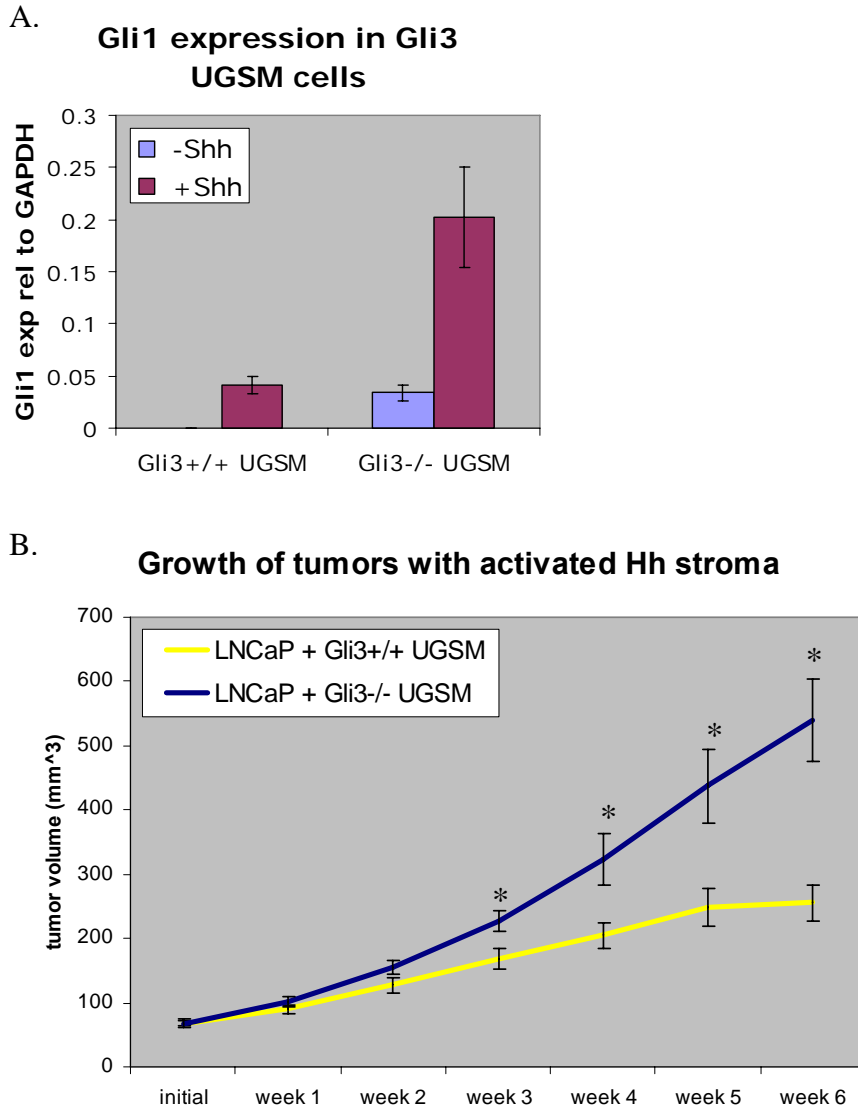 A.
Gli1 expression in Gli3
UGSM cells
0.3
0.25
0.2
0.15
0.1
0.05
0
Gli1 exp rel to GAPDH
-Shh
+Shh
Gli3+/+ UGSM
Gli3-/- UGSM
B.
Growth of tumors with activated Hh stroma
700
600
500
400
300
200
100
0
tumor volume (mm^3)
LNCaP + Gli3+/+ UGSM
LNCaP + Gli3-/- UGSM
*
*
*
*
initial
week 1
week 2
week 3
week 4
week 5
week 6